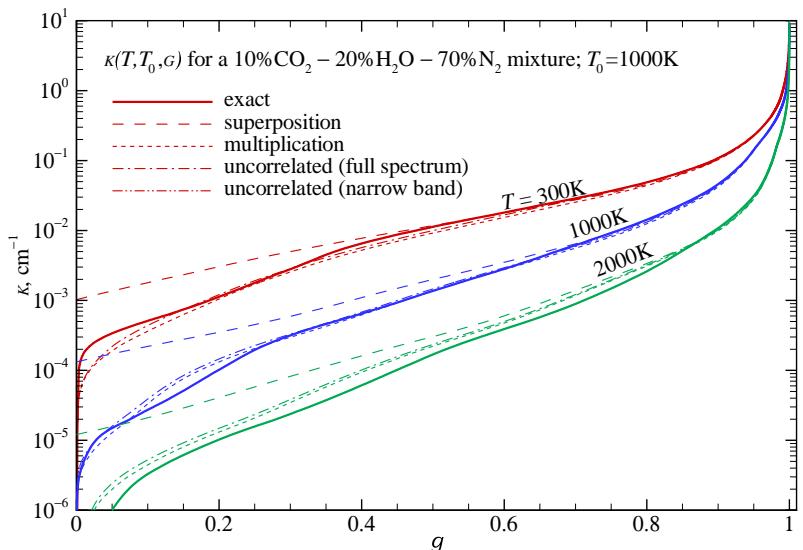 κ(T,T₀,g) for a 10%CO₂ − 20%H₂O − 70%N₂ mixture; T₀=1000K
exact
superposition
multiplication
uncorrelated (full spectrum)
uncorrelated (narrow band)
T = 300K
1000K
2000K
κ, cm⁻¹
10¹
10⁰
10⁻¹
10⁻²
10⁻³
10⁻⁴
10⁻⁵
10⁻⁶
0 0.2 0.4 0.6 0.8 1
g